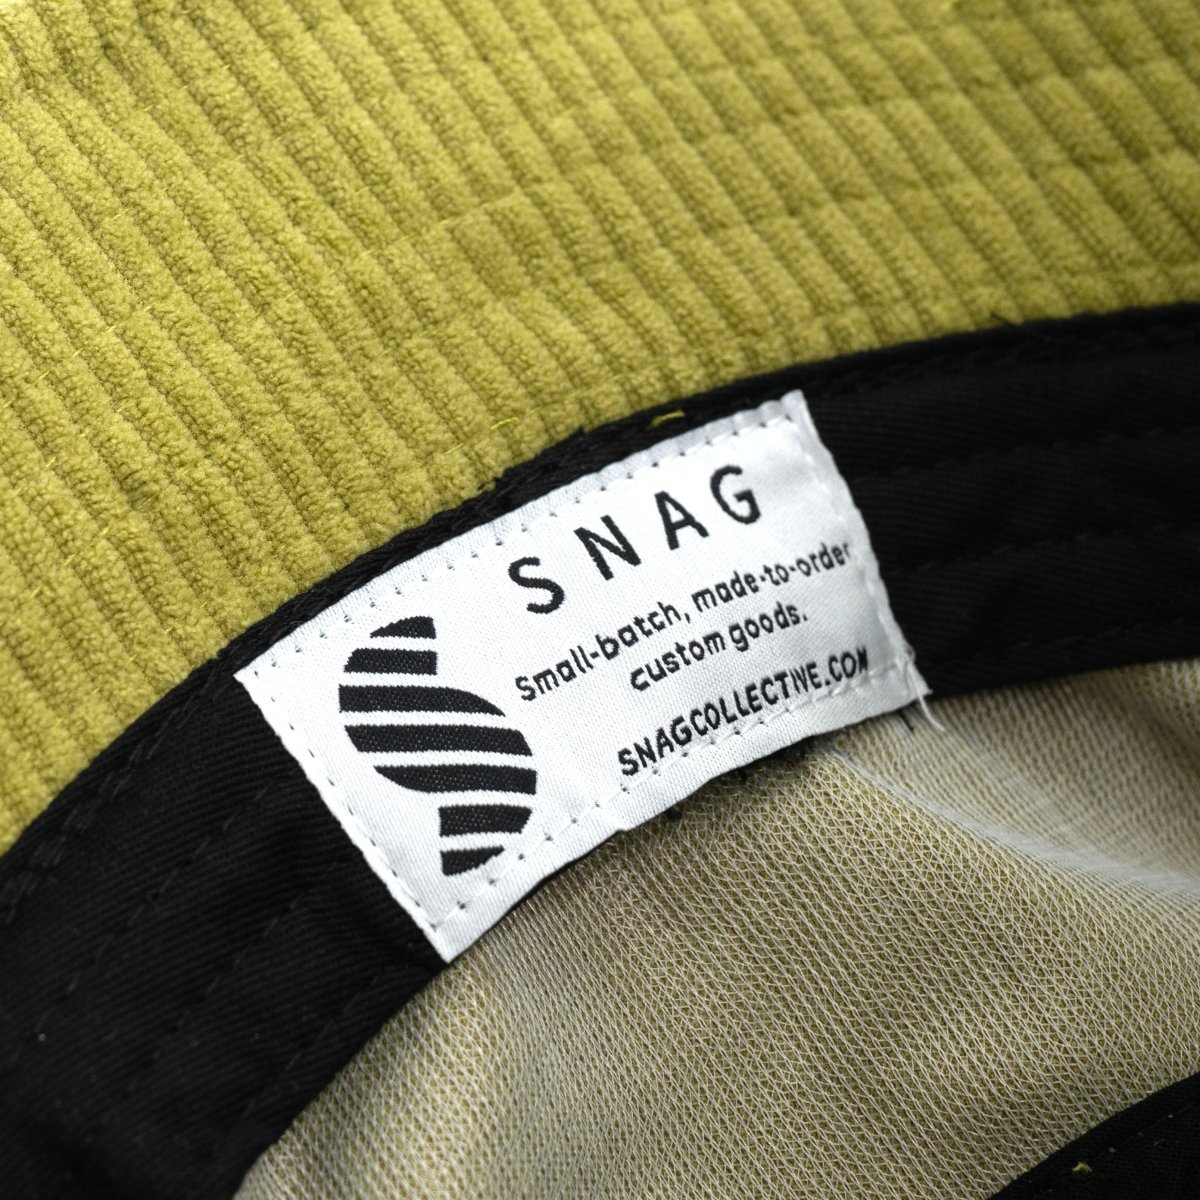 SNAG
Small-batch, made-to-order
custom goods.
SNAGCOLLECTIVE.COM